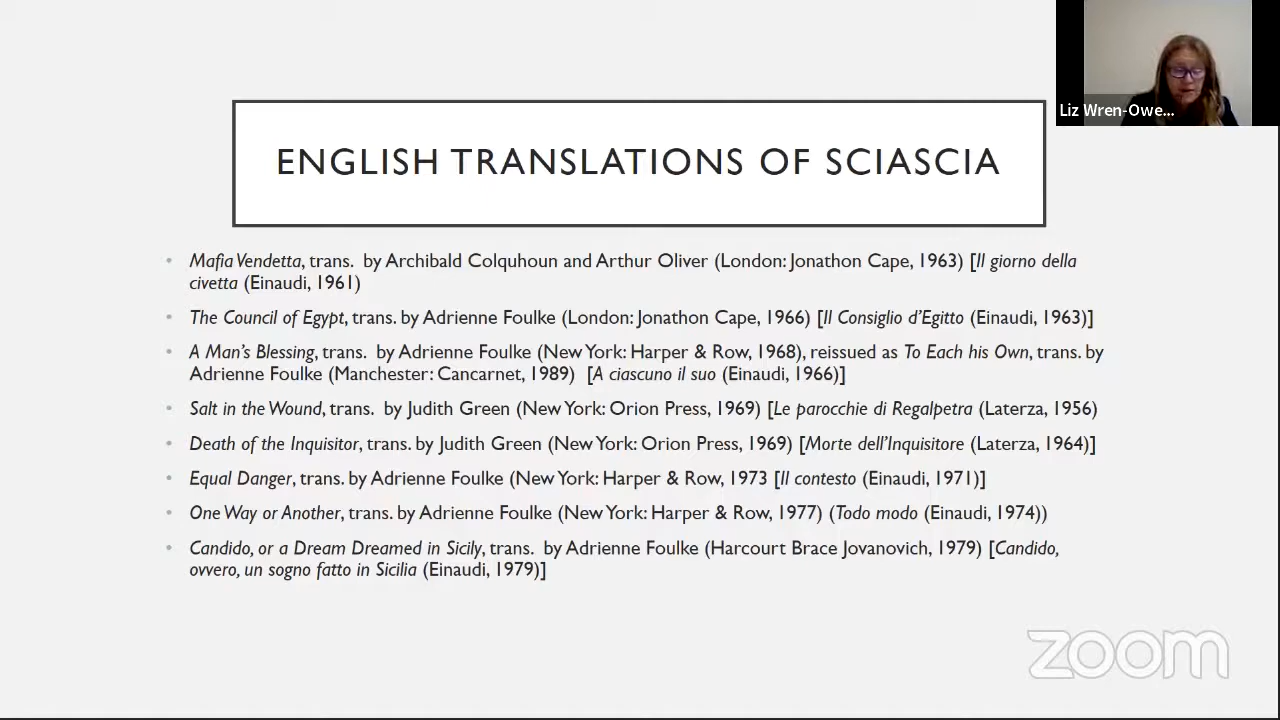 Liz Wren-Owe...
ENGLISH TRANSLATIONS OF SCIASCIA
• Mafia Vendetta, trans. by Archibald Colquhoun and Arthur Oliver (London: Jonathon Cape, 1963) [Il giorno della
civetta (Einaudi, 1961)
• The Council of Egypt, trans. by Adrienne Foulke (London: Jonathon Cape, 1966) [Il Consiglio d'Egitto (Einaudi, 1963)]
• A Man's Blessing, trans. by Adrienne Foulke (New York: Harper & Row, 1968), reissued as To Each his Own, trans. by
Adrienne Foulke (Manchester: Cancarnet, 1989) [A ciascuno il suo (Einaudi, 1966)]
• Salt in the Wound, trans. by Judith Green (New York: Orion Press, 1969) [Le parocchie di Regalpetra (Laterza, 1956)
• Death of the Inquisitor, trans. by Judith Green (New York: Orion Press, 1969) [Morte dell'Inquisitore (Laterza, 1964)]
• Equal Danger, trans. by Adrienne Foulke (New York: Harper & Row, 1973 [Il contesto (Einaudi, 1971)]
• One Way or Another, trans. by Adrienne Foulke (New York: Harper & Row, 1977) (Todo modo (Einaudi, 1974))
• Candido, or a Dream Dreamed in Sicily, trans. by Adrienne Foulke (Harcourt Brace Jovanovich, 1979) [Candido,
ovvero, un sogno fatto in Sicilia (Einaudi, 1979)]
zoom